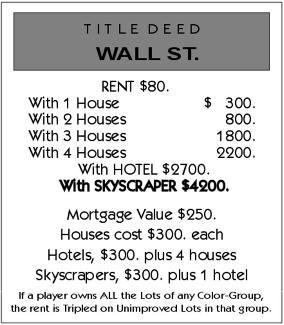 TITLE DEED
WALL ST.
RENT $80.
With 1 House $ 300.
With 2 Houses 800.
With 3 Houses 1800.
With 4 Houses 2200.
With HOTEL $2700.
With SKYSCRAPER $4200.
Mortgage Value $250.
Houses cost $300. each
Hotels, $300. plus 4 houses
Skyscrapers, $300. plus 1 hotel
If a player owns ALL the Lots of any Color-Group,
the rent is Tripled on Unimproved Lots in that group.